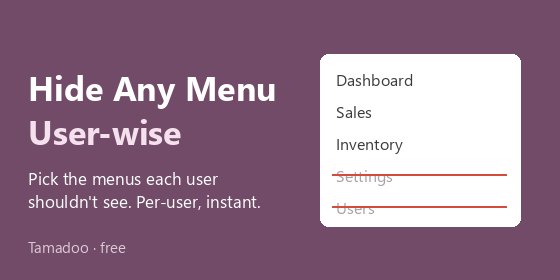 Hide Any Menu
User-wise
Pick the menus each user
shouldn't see. Per-user, instant.
Tamadoo · free
Dashboard
Sales
Inventory
Settings
Users